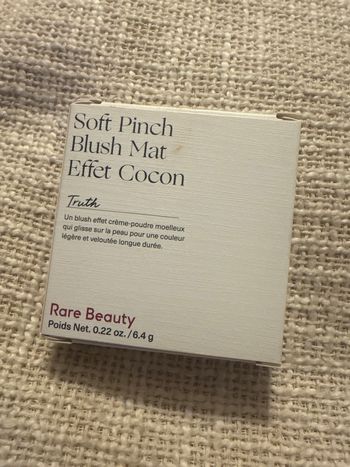 Soft Pinch
Blush Mat
Effet Cocon
Truth
Un blush effet crème-poudre moelleux
qui glisse sur la peau pour une couleur
légère et veloutée longue durée.
Rare Beauty
Poids Net. 0.22 oz. / 6.4 g